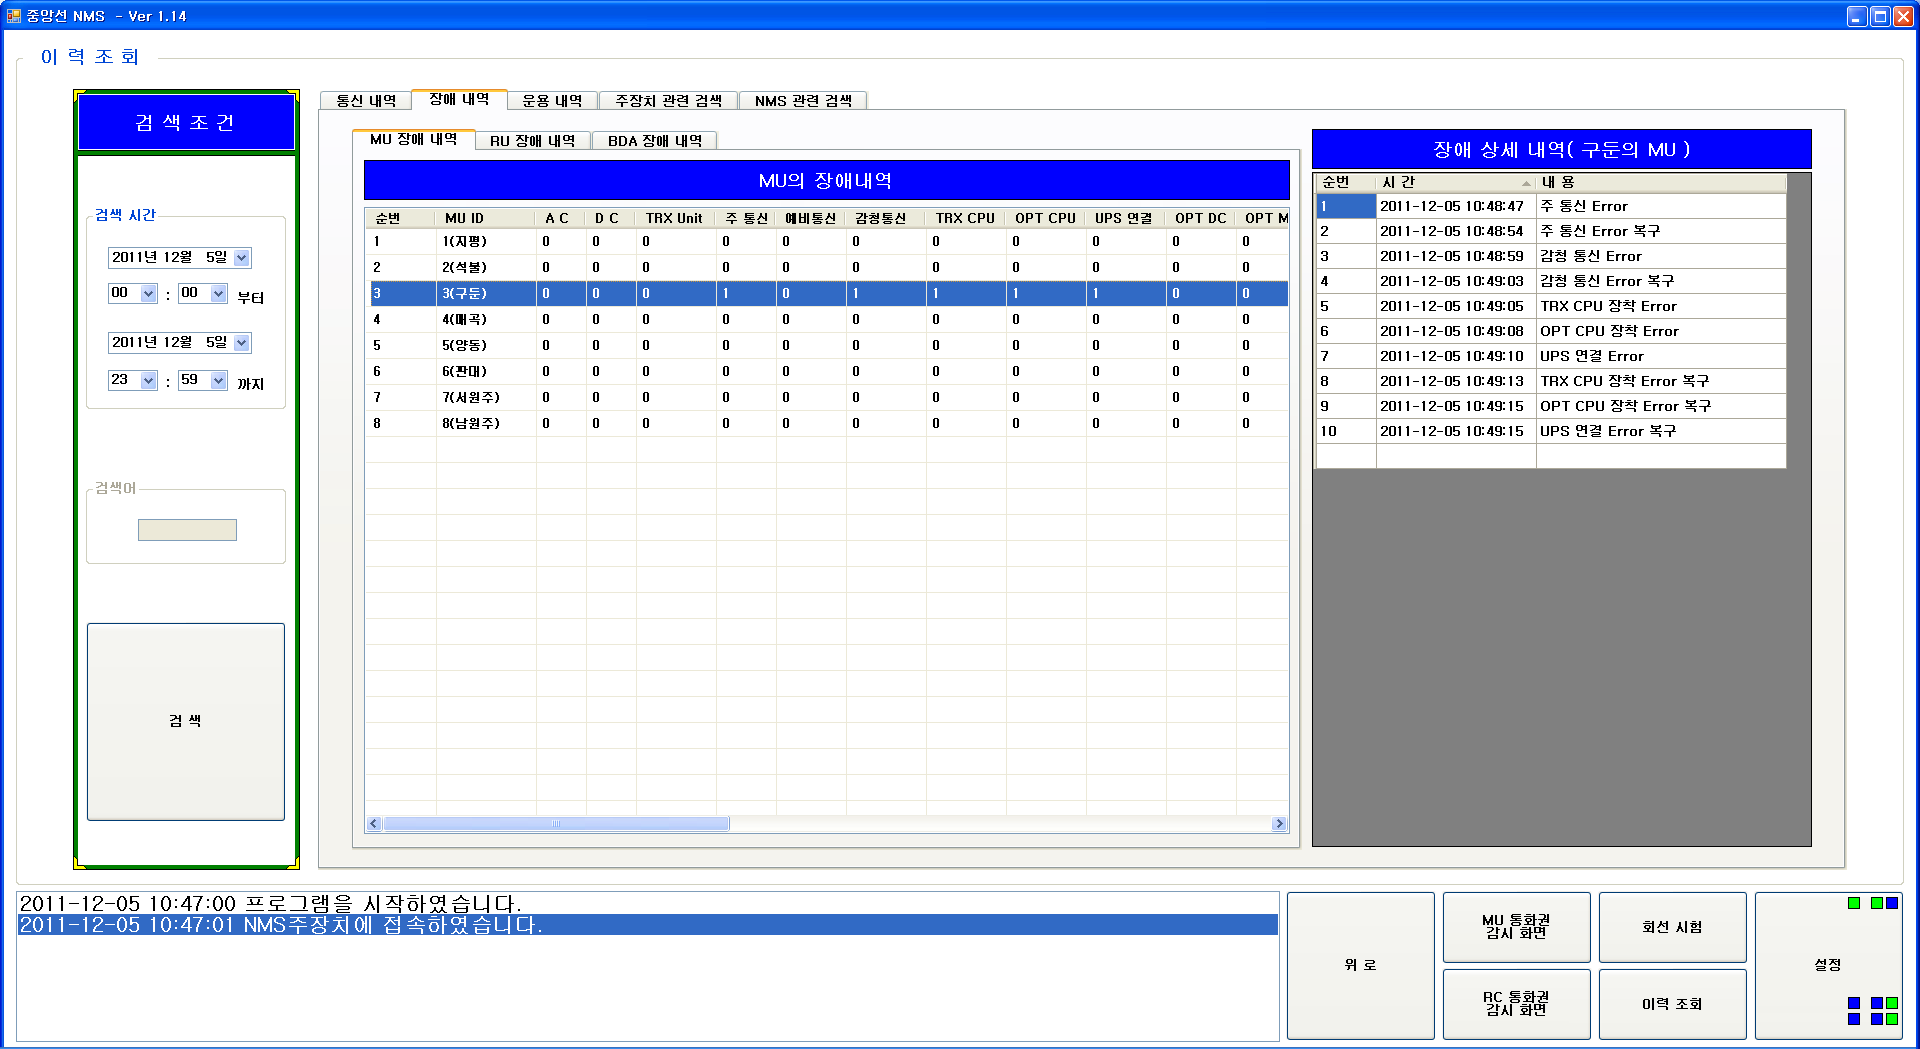 중앙선 NMS - Ver 1.14
이 력 조 회
검 색 조 건
검색 시간
2011년 12월 5일
00 : 00 부터
2011년 12월 5일
23 : 59 까지
검색어
검 색
통신 내역 장애 내역 운용 내역 주장치 관련 검색 NMS 관련 검색
MU 장애 내역 RU 장애 내역 BDA 장애 내역
MU의 장애내역
순번 MU ID A C D C TRX Unit 주 통신 예비통신 감청통신 TRX CPU OPT CPU UPS 연결 OPT DC OPT M
1 1(지평) 0 0 0 0 0 0 0 0 0 0 0
2 2(석불) 0 0 0 0 0 0 0 0 0 0 0
3 3(구둔) 0 0 0 1 0 1 1 1 1 0 0
4 4(매곡) 0 0 0 0 0 0 0 0 0 0 0
5 5(양동) 0 0 0 0 0 0 0 0 0 0 0
6 6(판대) 0 0 0 0 0 0 0 0 0 0 0
7 7(서원주) 0 0 0 0 0 0 0 0 0 0 0
8 8(남원주) 0 0 0 0 0 0 0 0 0 0 0
장애 상세 내역( 구둔의 MU )
순번 시 간 내 용
1 2011-12-05 10:48:47 주 통신 Error
2 2011-12-05 10:48:54 주 통신 Error 복구
3 2011-12-05 10:48:59 감청 통신 Error
4 2011-12-05 10:49:03 감청 통신 Error 복구
5 2011-12-05 10:49:05 TRX CPU 장착 Error
6 2011-12-05 10:49:08 OPT CPU 장착 Error
7 2011-12-05 10:49:10 UPS 연결 Error
8 2011-12-05 10:49:13 TRX CPU 장착 Error 복구
9 2011-12-05 10:49:15 OPT CPU 장착 Error 복구
10 2011-12-05 10:49:15 UPS 연결 Error 복구
2011-12-05 10:47:00 프로그램을 시작하였습니다.
2011-12-05 10:47:01 NMS주장치에 접속하였습니다.
위 로
MU 통화권
감시 화면
회선 시험
설정
RC 통화권
감시 화면
이력 조회